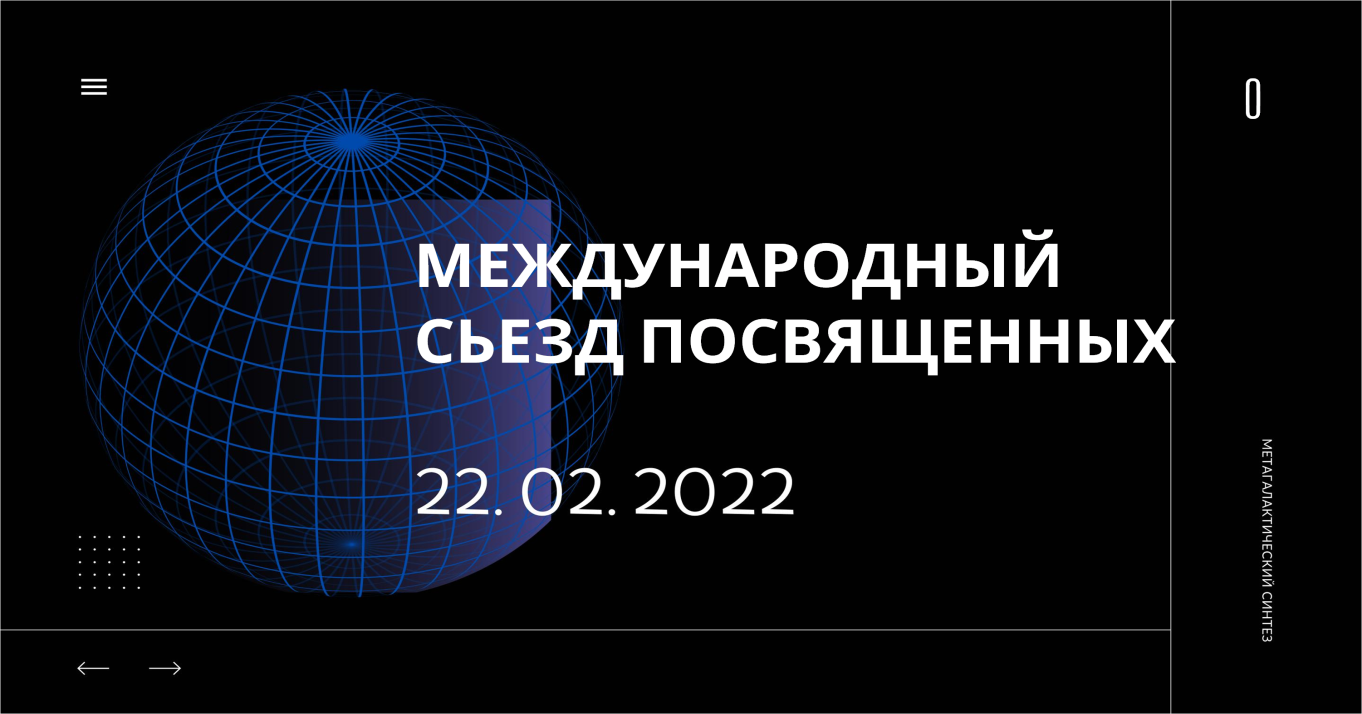 0
МЕЖДУНАРОДНЫЙ
СЬЕЗД ПОСВЯЩЕННЫХ
22. 02. 2022
МЕТАГАЛАКТИЧЕСКИЙ СИНТЕЗ